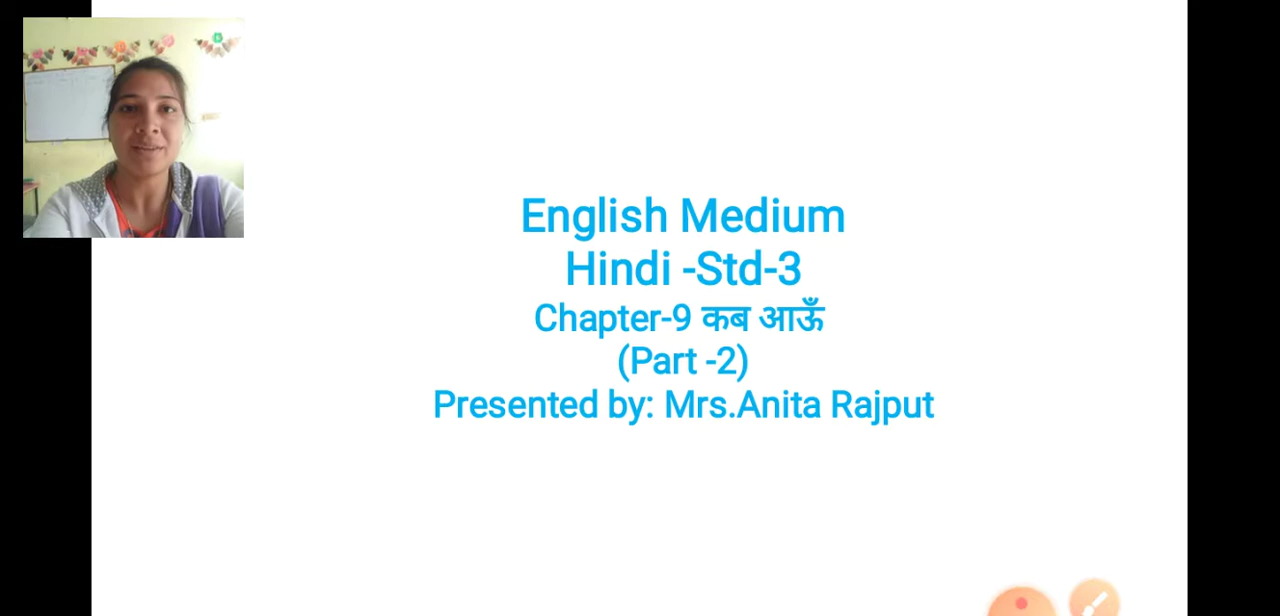 English Medium
Hindi -Std-3
Chapter-9 कब आऊँ
(Part -2)
Presented by: Mrs.Anita Rajput